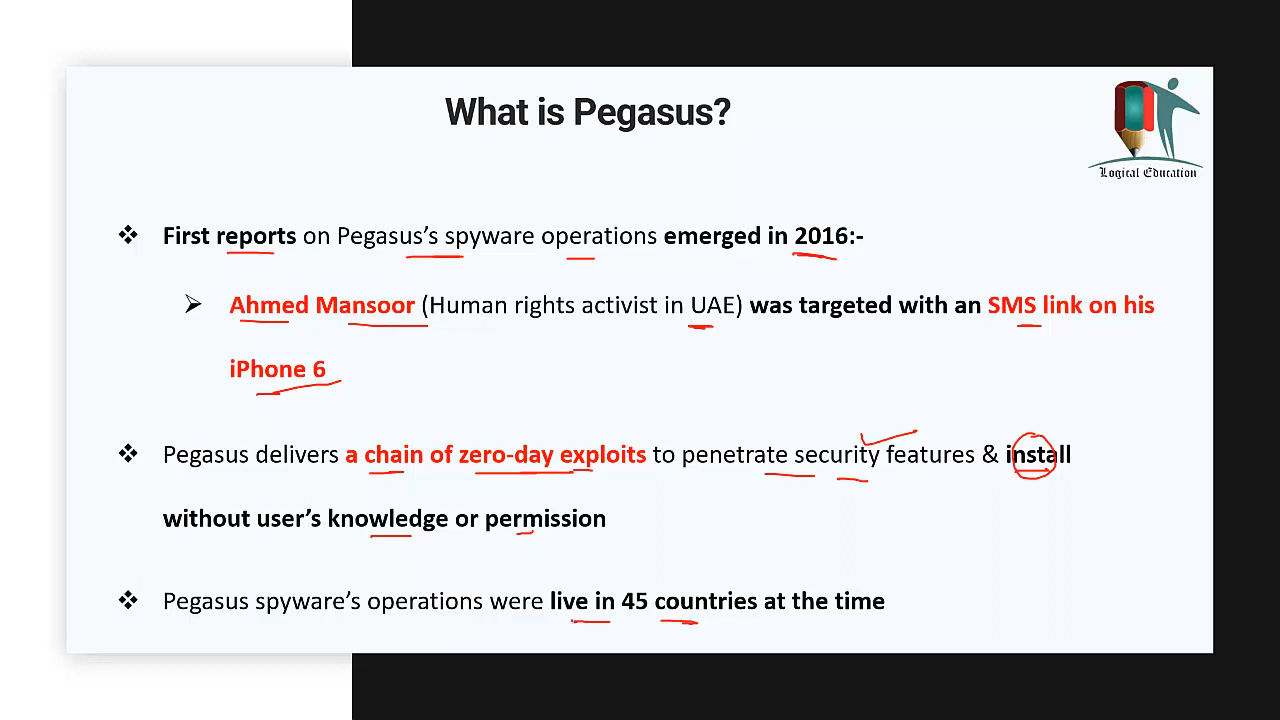 What is Pegasus?
Logical Education
❖ First reports on Pegasus’s spyware operations emerged in 2016:-
➢ Ahmed Mansoor (Human rights activist in UAE) was targeted with an SMS link on his
iPhone 6
❖ Pegasus delivers a chain of zero-day exploits to penetrate security features & install
without user’s knowledge or permission
❖ Pegasus spyware’s operations were live in 45 countries at the time